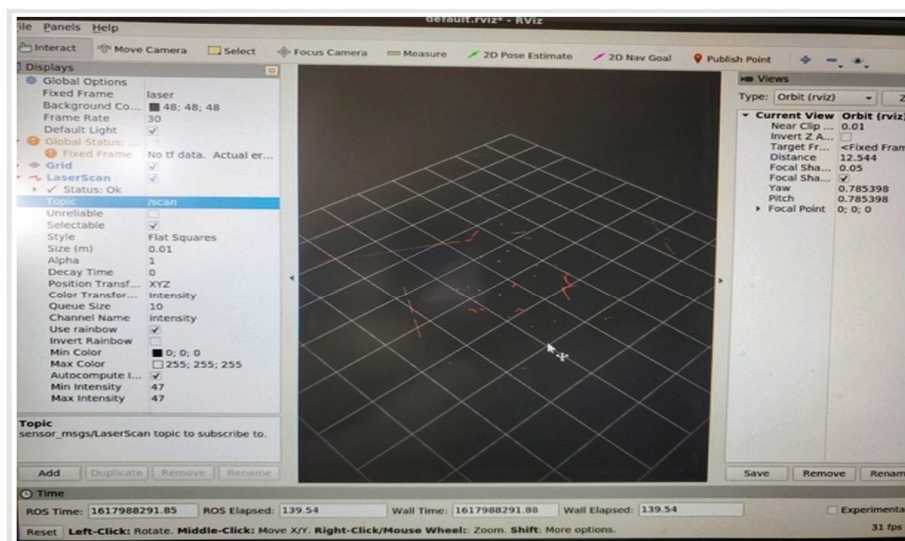 default.rviz* - RViz
ile Panels Help
Interact Move Camera Select Focus Camera Measure 2D Pose Estimate 2D Nav Goal Publish Point
Displays
Global Options
Fixed Frame laser
Background Co... 48; 48; 48
Frame Rate 30
Default Light
Global Status: ...
Fixed Frame No tf data. Actual er...
Grid
LaserScan
Status: Ok
Topic /scan
Unreliable
Selectable
Style Flat Squares
Size (m) 0.01
Alpha 1
Decay Time 0
Position Transf... XYZ
Color Transfor... Intensity
Queue Size 10
Channel Name intensity
Use rainbow
Invert Rainbow
Min Color 0; 0; 0
Max Color 255; 255; 255
Autocompute I...
Min Intensity 47
Max Intensity 47
Topic
sensor_msgs/LaserScan topic to subscribe to.
Add Duplicate Remove Rename
Views
Type: Orbit (rviz) Z
Current View Orbit (rviz)
Near Clip ... 0.01
Invert Z A...
Target Fr... <Fixed Fram
Distance 12.544
Focal Sha... 0.05
Focal Sha...
Yaw 0.785398
Pitch 0.785398
Focal Point 0; 0; 0
Save Remove Renam
Time
ROS Time: 1617988291.85 ROS Elapsed: 139.54 Wall Time: 1617988291.88 Wall Elapsed: 139.54 Experimenta
Reset Left-Click: Rotate. Middle-Click: Move X/Y. Right-Click/Mouse Wheel: Zoom. Shift: More options. 31 fps